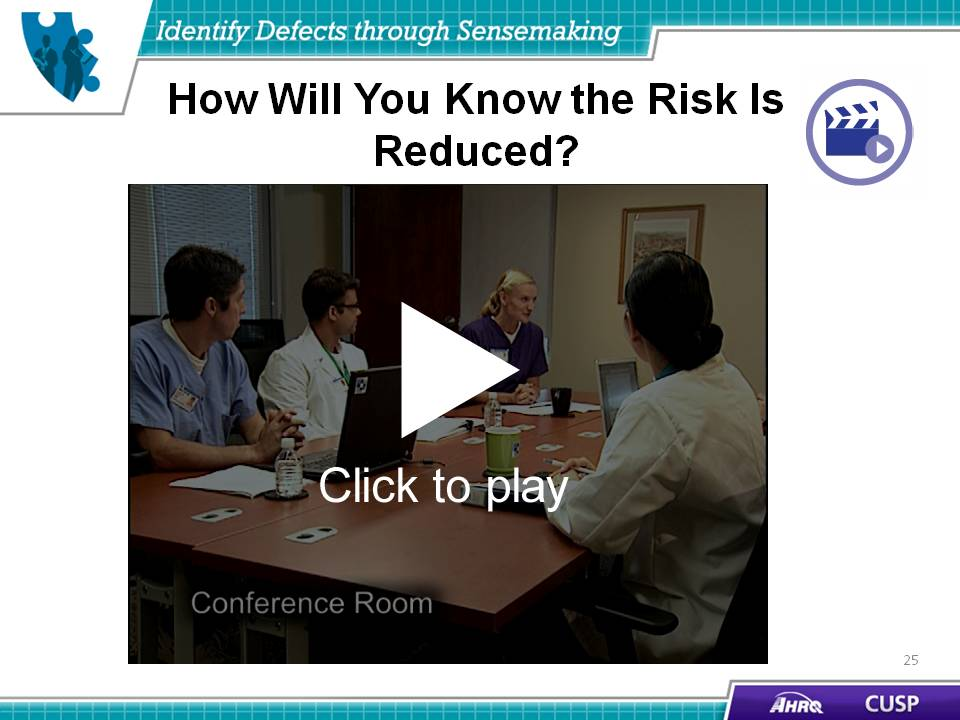 Identify Defects through Sensemaking
How Will You Know the Risk Is
Reduced?
Click to play
Conference Room
25
AHRQ
CUSP